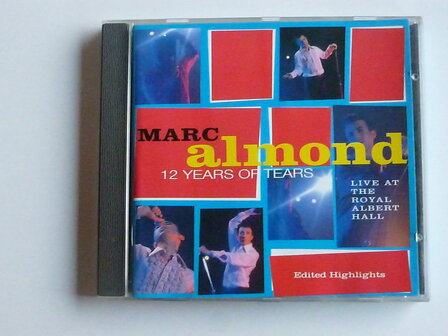 MARC
almond
12 YEARS OF TEARS
LIVE AT
THE
ROYAL
ALBERT
HALL
Edited Highlights